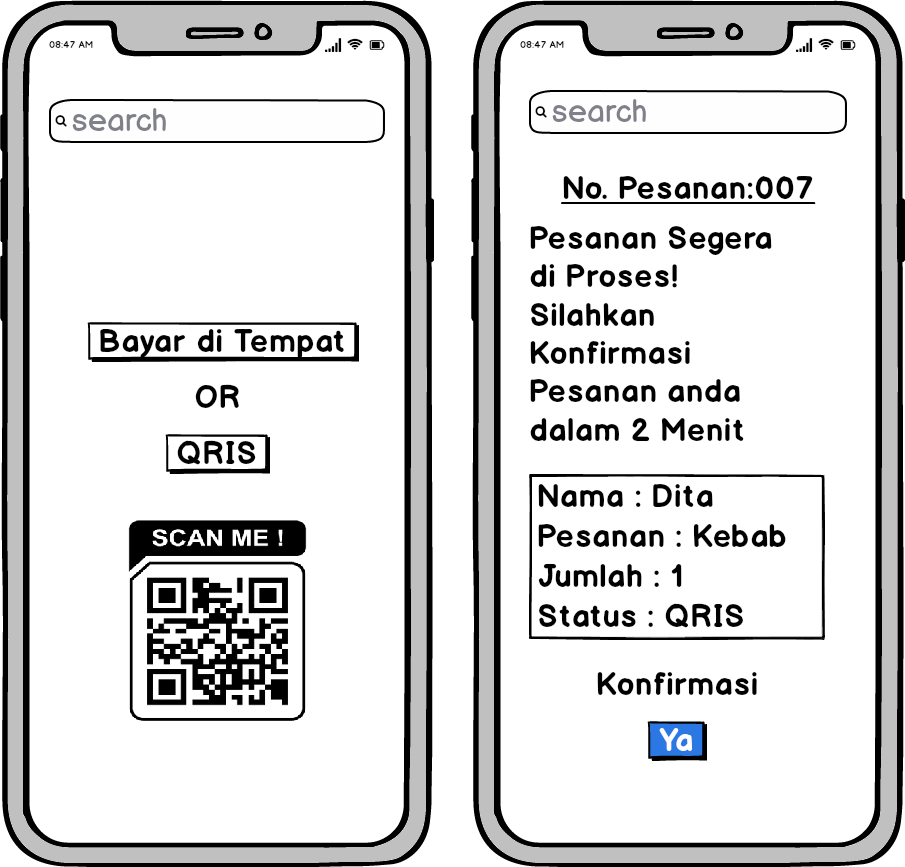 08:47 AM
search
Bayar di Tempat
OR
QRIS
SCAN ME !
08:47 AM
search
No. Pesanan:007
Pesanan Segera
di Proses!
Silahkan
Konfirmasi
Pesanan anda
dalam 2 Menit
Nama : Dita
Pesanan : Kebab
Jumlah : 1
Status : QRIS
Konfirmasi
Ya